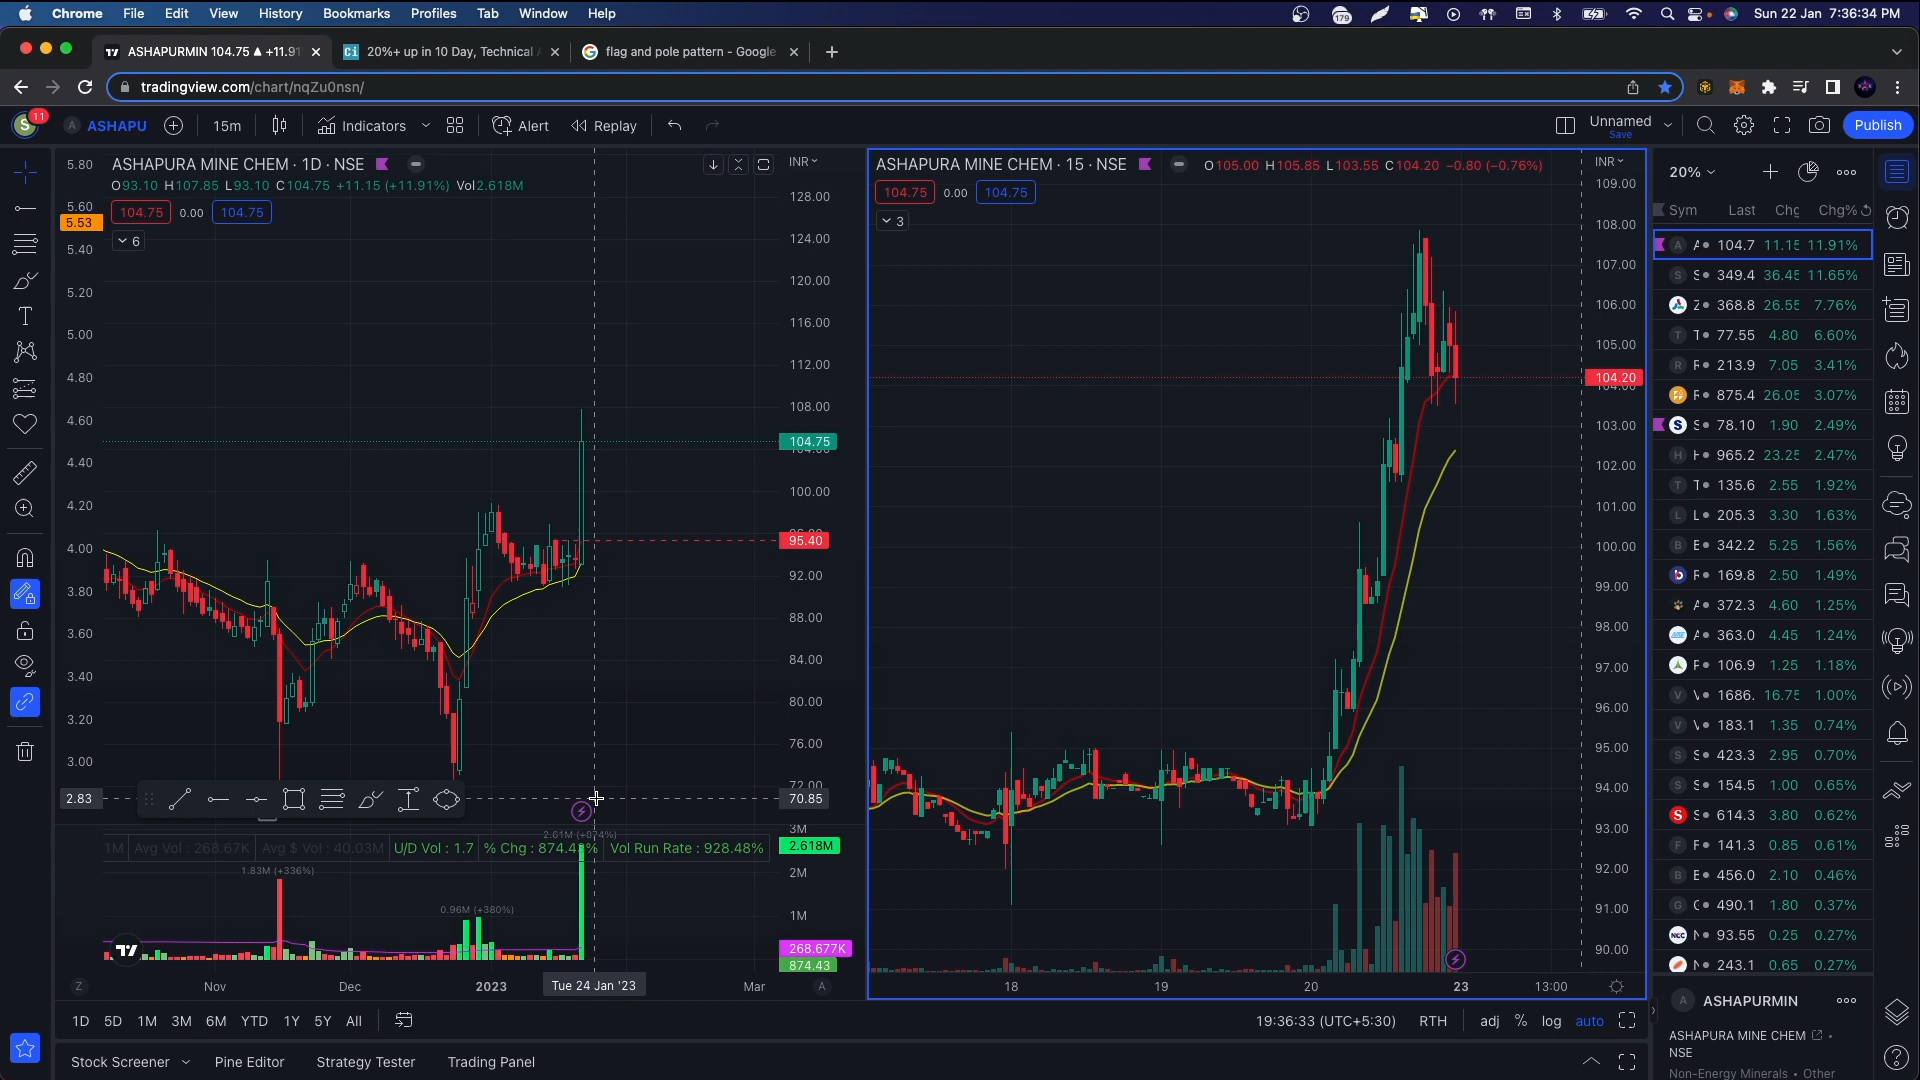 Chrome File Edit View History Bookmarks Profiles Tab Window Help 179 Sun 22 Jan 7:36:34 PM
ASHAPURMIN 104.75 ▲ +11.91 20%+ up in 10 Day, Technical flag and pole pattern - Google
tradingview.com/chart/nqZu0nsn/
S 11 A ASHAPU 15m Indicators Alert Replay Unnamed Save Publish
ASHAPURA MINE CHEM · 1D · NSE INR
O93.10 H107.85 L93.10 C104.75 +11.15 (+11.91%) Vol2.618M
104.75 0.00 104.75
6
5.80
5.60
5.53
5.40
5.20
5.00
4.80
4.60
4.40
4.20
4.00
3.80
3.60
3.40
3.20
3.00
2.83
128.00
124.00
120.00
116.00
112.00
108.00
104.75
104.00
100.00
96.00
95.40
92.00
88.00
84.00
80.00
76.00
72.00
70.85
2.61M (+874%)
1M Avg Vol : 268.67K Avg $ Vol : 40.03M U/D Vol : 1.7 % Chg : 874.43% Vol Run Rate : 928.48%
1.83M (+336%)
0.96M (+380%)
3M
2.618M
2M
1M
268.677K
874.43
Z Nov Dec 2023 Tue 24 Jan '23 Mar A
ASHAPURA MINE CHEM · 15 · NSE O105.00 H105.85 L103.55 C104.20 −0.80 (−0.76%) INR
104.75 0.00 104.75
3
109.00
108.00
107.00
106.00
105.00
104.20
104.00
103.00
102.00
101.00
100.00
99.00
98.00
97.00
96.00
95.00
94.00
93.00
92.00
91.00
90.00
18 19 20 23 13:00
1D 5D 1M 3M 6M YTD 1Y 5Y All 19:36:33 (UTC+5:30) RTH adj % log auto
Stock Screener Pine Editor Strategy Tester Trading Panel
20%
Sym Last Chg Chg%
A 104.7 11.15 11.91%
S 349.4 36.45 11.65%
Z 368.8 26.55 7.76%
T 77.55 4.80 6.60%
R 213.9 7.05 3.41%
875.4 26.05 3.07%
S 78.10 1.90 2.49%
H 965.2 23.25 2.47%
T 135.6 2.55 1.92%
L 205.3 3.30 1.63%
B 342.2 5.25 1.56%
169.8 2.50 1.49%
372.3 4.60 1.25%
363.0 4.45 1.24%
106.9 1.25 1.18%
V 1686. 16.75 1.00%
V 183.1 1.35 0.74%
S 423.3 2.95 0.70%
S 154.5 1.00 0.65%
S 614.3 3.80 0.62%
F 141.3 0.85 0.61%
B 456.0 2.10 0.46%
G 490.1 1.80 0.37%
NCC 93.55 0.25 0.27%
243.1 0.65 0.27%
A ASHAPURMIN
ASHAPURA MINE CHEM
NSE
Non-Energy Minerals • Other